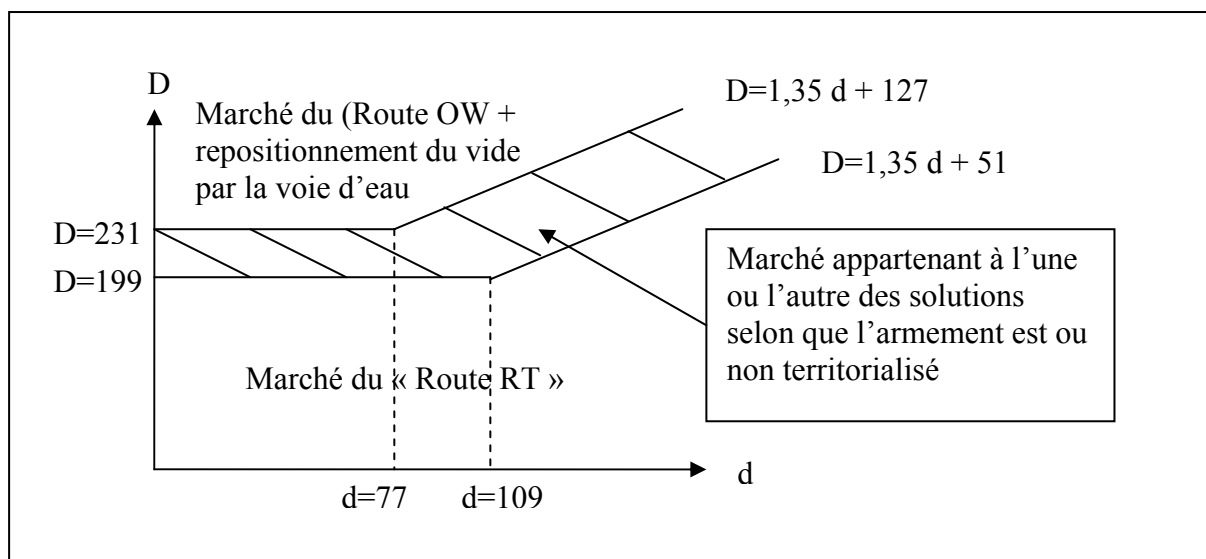 D
Marché du (Route OW +
repositionnement du vide
par la voie d’eau
D=1,35 d + 127
D=1,35 d + 51
D=231
D=199
Marché appartenant à l’une
ou l’autre des solutions
selon que l’armement est ou
non territorialisé
Marché du « Route RT »
d
d=77
d=109